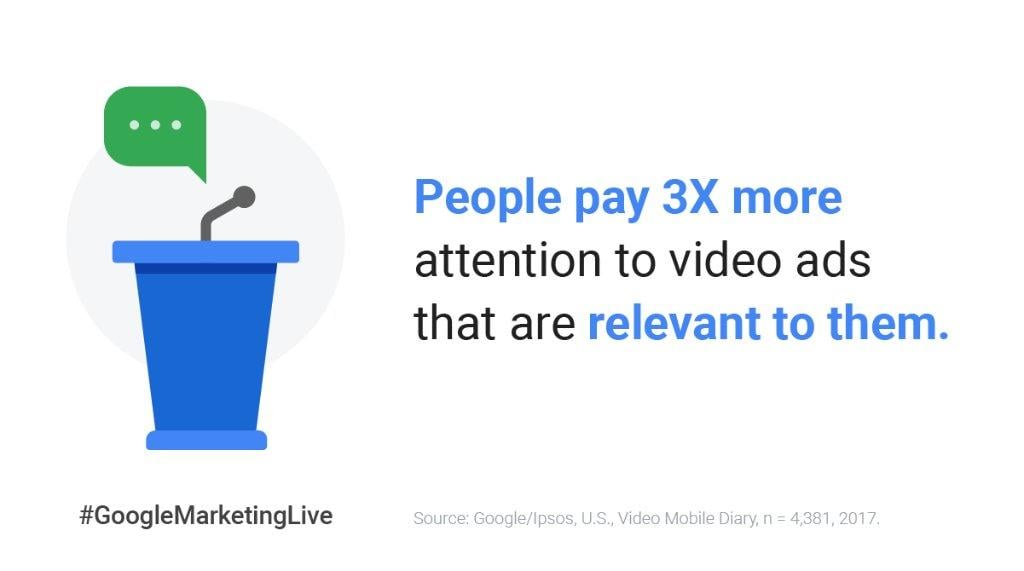 People pay 3X more
attention to video ads
that are relevant to them.
#GoogleMarketingLive
Source: Google/Ipsos, U.S., Video Mobile Diary, n = 4,381, 2017.